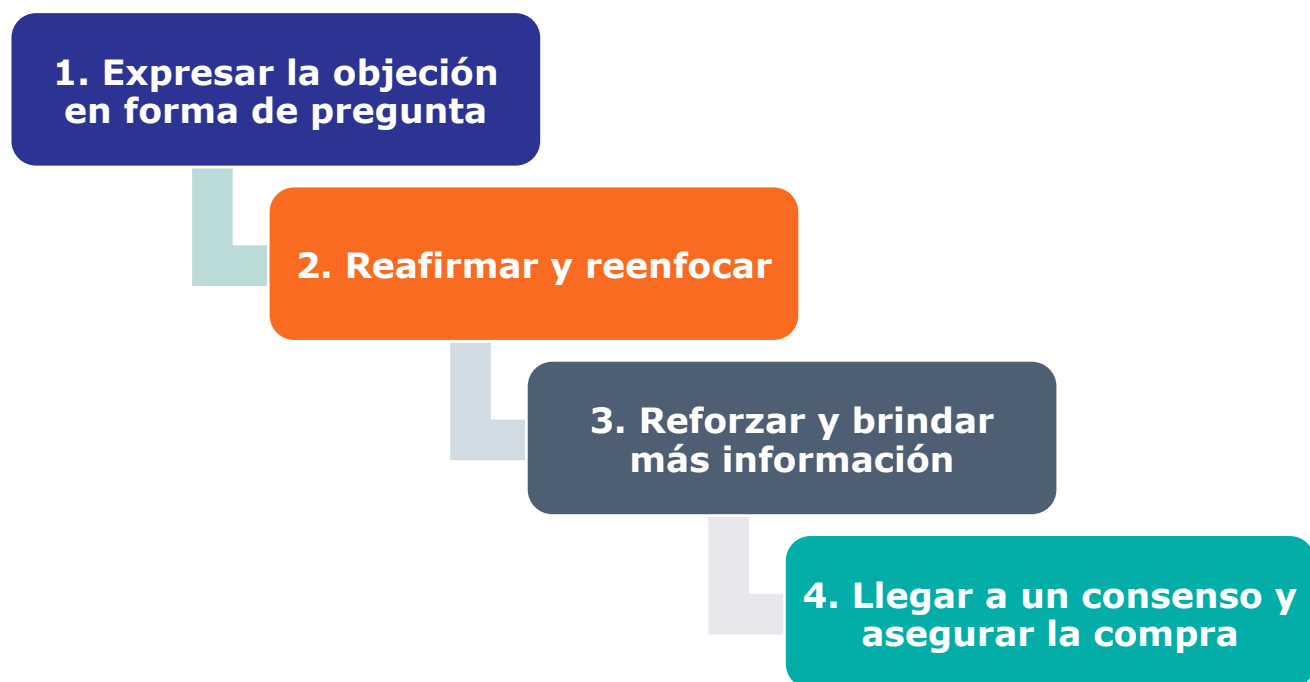 1. Expresar la objeción
en forma de pregunta
2. Reafirmar y reenfocar
3. Reforzar y brindar
más información
4. Llegar a un consenso y
asegurar la compra